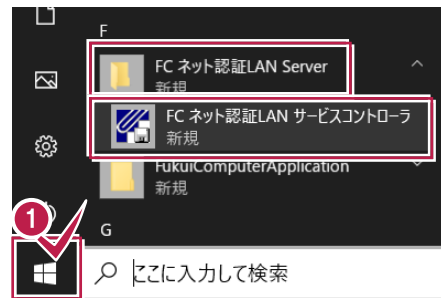 F
FC ネット認証LAN Server
新規
FC ネット認証LAN サービスコントローラ
新規
FukuiComputerApplication
新規
1
G
ここに入力して検索